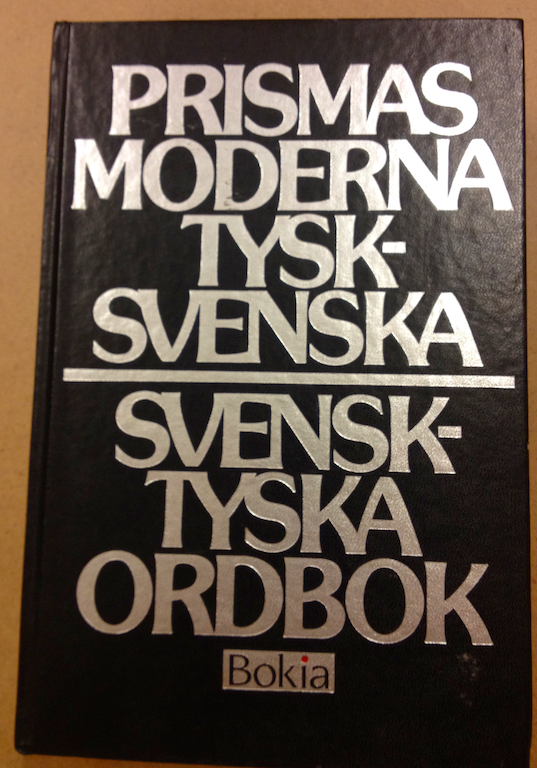 PRISMAS
MODERNA
TYSK-
SVENSKA
SVENSK-
TYSKA
ORDBOK
Bokia